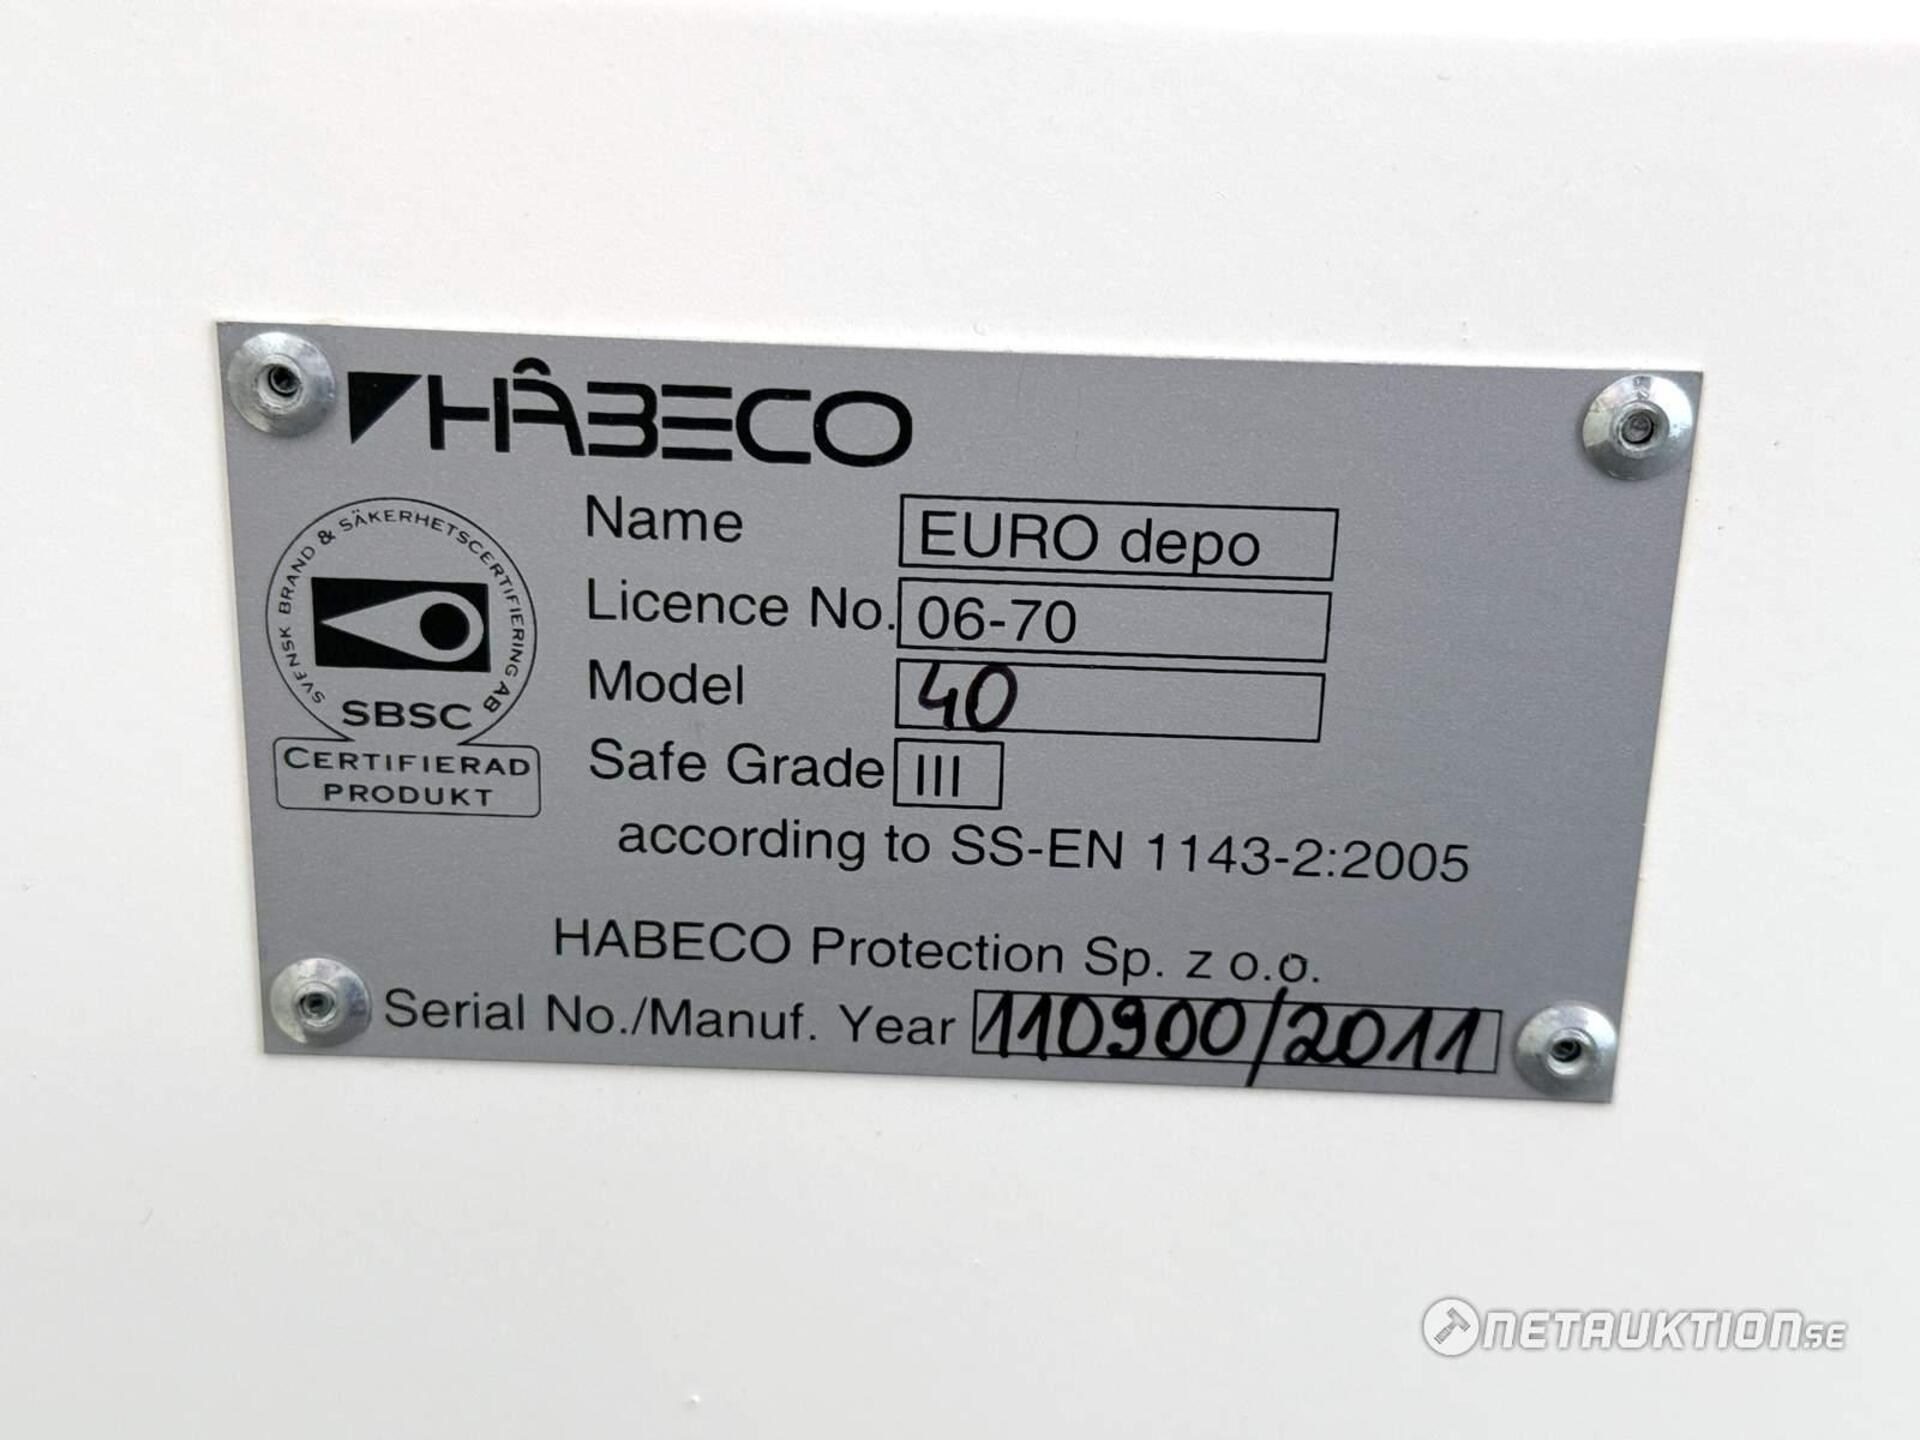 HÅBECO
SVENSK BRAND & SÄKERHETSCERTIFIERING AB
SBSC
CERTIFIERAD
PRODUKT
Name EURO depo
Licence No. 06-70
Model 40
Safe Grade III
according to SS-EN 1143-2:2005
HABECO Protection Sp. z o.o.
Serial No./Manuf. Year 110900/2011
NETAUKTION.SE